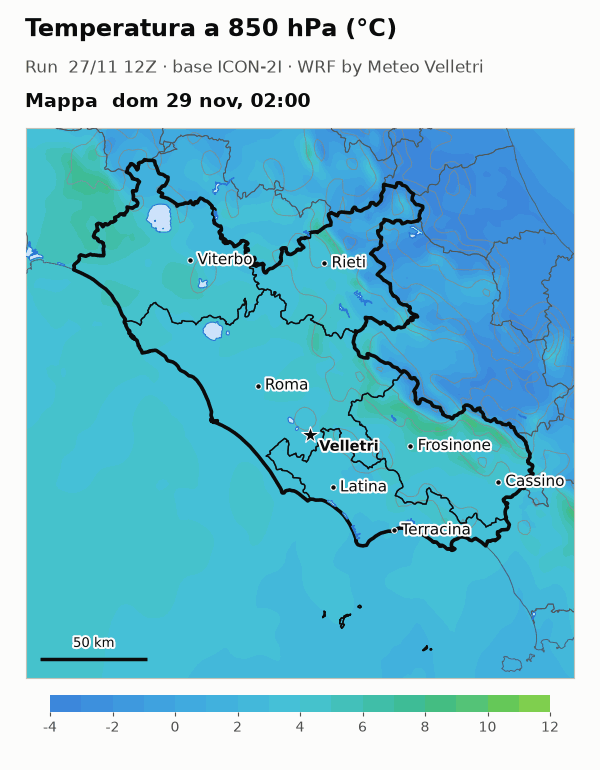 Temperatura a 850 hPa (°C)
Run  27/11 12Z · base ICON-2I · WRF by Meteo Velletri
Mappa  dom 29 nov, 02:00
Viterbo
Rieti
Roma
Velletri
Frosinone
Cassino
Latina
Terracina
50 km
-4 -2 0 2 4 6 8 10 12